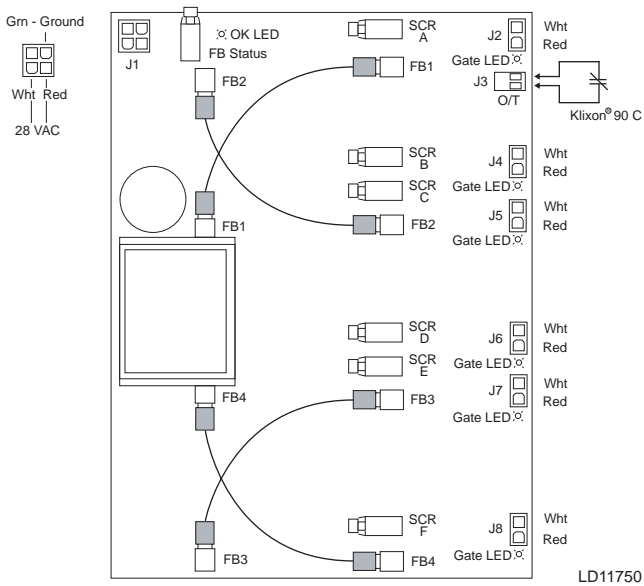 Grn - Ground
Wht Red
28 VAC
J1
OK LED
FB Status
FB2
SCR
A
FB1
J2
Wht
Red
Gate LED
J3
O/T
Klixon® 90 C
SCR
B
SCR
C
J4
Wht
Red
Gate LED
FB1
FB2
J5
Wht
Red
Gate LED
SCR
D
SCR
E
J6
Wht
Red
Gate LED
FB4
FB3
J7
Wht
Red
Gate LED
SCR
F
J8
Wht
Red
Gate LED
FB3
FB4
LD11750